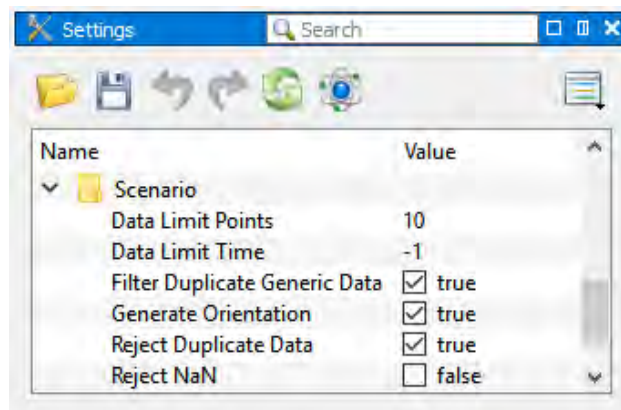 Settings Search
Name Value
Scenario
Data Limit Points 10
Data Limit Time -1
Filter Duplicate Generic Data true
Generate Orientation true
Reject Duplicate Data true
Reject NaN false